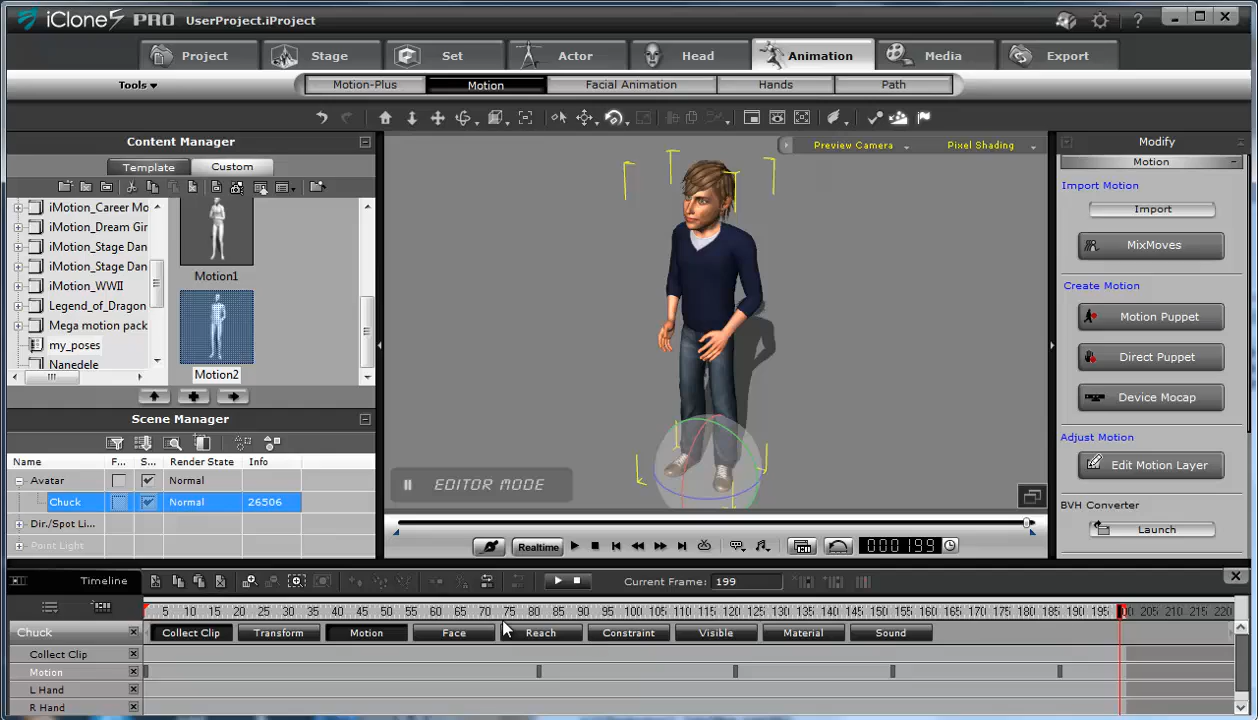 iClone5 PRO UserProject.iProject ?
Project Stage Set Actor Head Animation Media Export
Tools Motion-Plus Motion Facial Animation Hands Path
Content Manager
Template Custom
iMotion_Career Mo
iMotion_Dream Gir
iMotion_Stage Dan
iMotion_Stage Dan
iMotion_WWII
Legend_of_Dragon
Mega motion pack
my_poses
Nanedele
Motion1
Motion2
Preview Camera Pixel Shading
EDITOR MODE
Modify
Motion
Import Motion
Import
MixMoves
Create Motion
Motion Puppet
Direct Puppet
Device Mocap
Adjust Motion
Edit Motion Layer
BVH Converter
Launch
Scene Manager
Name F... S... Render State Info
Avatar Normal
Chuck Normal 26506
Dir./Spot Li... Normal
Point Light Normal
Realtime 000199
Timeline Current Frame: 199
5 10 15 20 25 30 35 40 45 50 55 60 65 70 75 80 85 90 95 100 105 110 115 120 125 130 135 140 145 150 155 160 165 170 175 180 185 190 195 200 205 210 215 220
Chuck Collect Clip Transform Motion Face Reach Constraint Visible Material Sound
Collect Clip
Motion
L Hand
R Hand